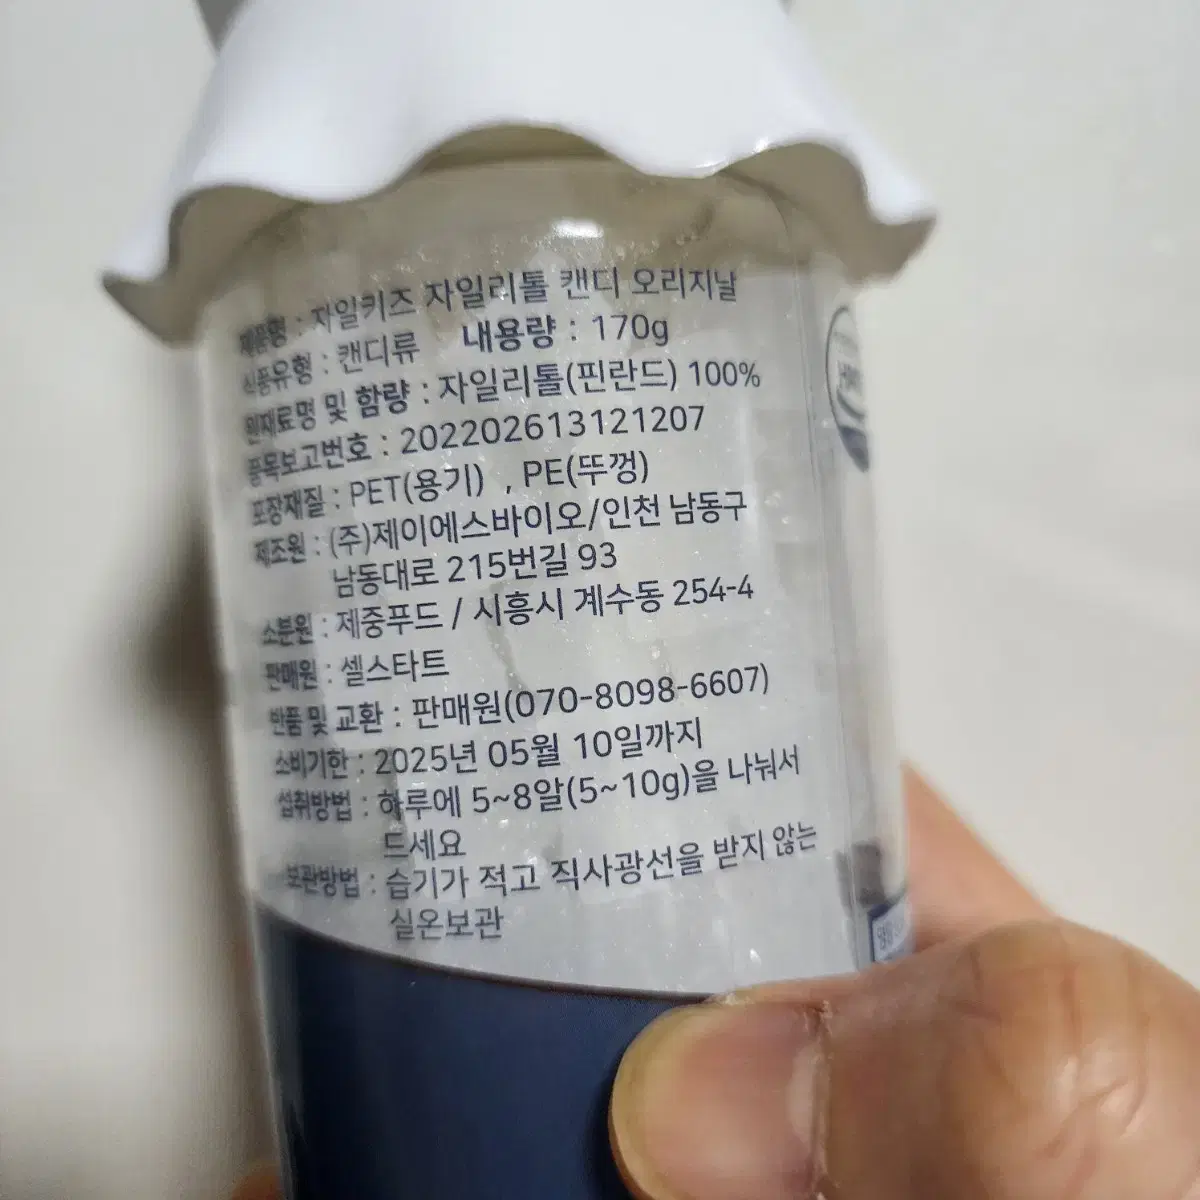 제품명 : 자일키즈 자일리톨 캔디 오리지날
식품유형 : 캔디류 내용량 : 170g
원재료명 및 함량 : 자일리톨(핀란드) 100%
품목보고번호 : 202202613121207
포장재질 : PET(용기) , PE(뚜껑)
제조원 : (주)제이에스바이오/인천 남동구
남동대로 215번길 93
소분원 : 제중푸드 / 시흥시 계수동 254-4
판매원 : 셀스타트
반품 및 교환 : 판매원(070-8098-6607)
소비기한 : 2025년 05월 10일까지
섭취방법 : 하루에 5~8알(5~10g)을 나눠서
드세요
보관방법 : 습기가 적고 직사광선을 받지 않는
실온보관